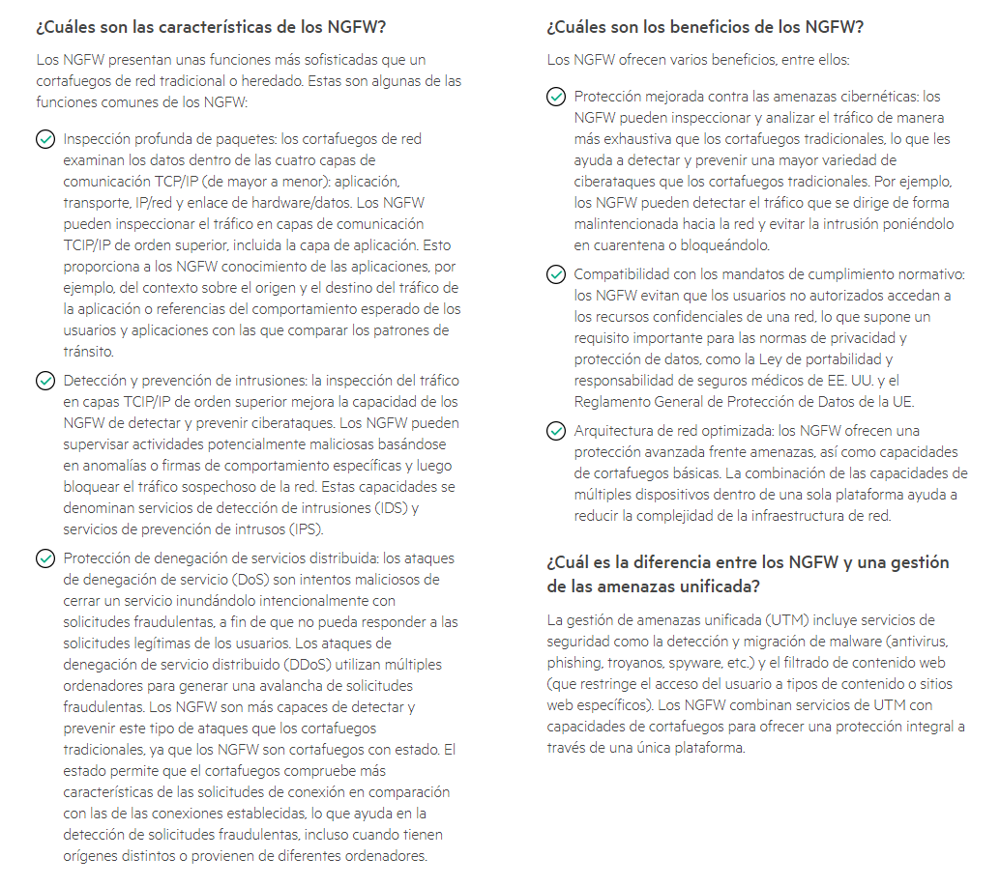 ¿Cuáles son las características de los NGFW?
Los NGFW presentan unas funciones más sofisticadas que un
cortafuegos de red tradicional o heredado. Estas son algunas de las
funciones comunes de los NGFW:
Inspección profunda de paquetes: los cortafuegos de red
examinan los datos dentro de las cuatro capas de
comunicación TCP/IP (de mayor a menor): aplicación,
transporte, IP/red y enlace de hardware/datos. Los NGFW
pueden inspeccionar el tráfico en capas de comunicación
TCIP/IP de orden superior, incluida la capa de aplicación. Esto
proporciona a los NGFW conocimiento de las aplicaciones, por
ejemplo, del contexto sobre el origen y el destino del tráfico de
la aplicación o referencias del comportamiento esperado de los
usuarios y aplicaciones con las que comparar los patrones de
tránsito.
Detección y prevención de intrusiones: la inspección del tráfico
en capas TCIP/IP de orden superior mejora la capacidad de los
NGFW de detectar y prevenir ciberataques. Los NGFW pueden
supervisar actividades potencialmente maliciosas basándose
en anomalías o firmas de comportamiento específicas y luego
bloquear el tráfico sospechoso de la red. Estas capacidades se
denominan servicios de detección de intrusiones (IDS) y
servicios de prevención de intrusos (IPS).
Protección de denegación de servicios distribuida: los ataques
de denegación de servicio (DoS) son intentos maliciosos de
cerrar un servicio inundándolo intencionalmente con
solicitudes fraudulentas, a fin de que no pueda responder a las
solicitudes legítimas de los usuarios. Los ataques de
denegación de servicio distribuido (DDoS) utilizan múltiples
ordenadores para generar una avalancha de solicitudes
fraudulentas. Los NGFW son más capaces de detectar y
prevenir este tipo de ataques que los cortafuegos
tradicionales, ya que los NGFW son cortafuegos con estado. El
estado permite que el cortafuegos compruebe más
características de las solicitudes de conexión en comparación
con las de las conexiones establecidas, lo que ayuda en la
detección de solicitudes fraudulentas, incluso cuando tienen
orígenes distintos o provienen de diferentes ordenadores.
¿Cuáles son los beneficios de los NGFW?
Los NGFW ofrecen varios beneficios, entre ellos:
Protección mejorada contra las amenazas cibernéticas: los
NGFW pueden inspeccionar y analizar el tráfico de manera
más exhaustiva que los cortafuegos tradicionales, lo que les
ayuda a detectar y prevenir una mayor variedad de
ciberataques que los cortafuegos tradicionales. Por ejemplo,
los NGFW pueden detectar el tráfico que se dirige de forma
malintencionada hacia la red y evitar la intrusión poniéndolo
en cuarentena o bloqueándolo.
Compatibilidad con los mandatos de cumplimiento normativo:
los NGFW evitan que los usuarios no autorizados accedan a
los recursos confidenciales de una red, lo que supone un
requisito importante para las normas de privacidad y
protección de datos, como la Ley de portabilidad y
responsabilidad de seguros médicos de EE. UU. y el
Reglamento General de Protección de Datos de la UE.
Arquitectura de red optimizada: los NGFW ofrecen una
protección avanzada frente amenazas, así como capacidades
de cortafuegos básicas. La combinación de las capacidades de
múltiples dispositivos dentro de una sola plataforma ayuda a
reducir la complejidad de la infraestructura de red.
¿Cuál es la diferencia entre los NGFW y una gestión
de las amenazas unificada?
La gestión de amenazas unificada (UTM) incluye servicios de
seguridad como la detección y migración de malware (antivirus,
phishing, troyanos, spyware, etc.) y el filtrado de contenido web
(que restringe el acceso del usuario a tipos de contenido o sitios
web específicos). Los NGFW combinan servicios de UTM con
capacidades de cortafuegos para ofrecer una protección integral a
través de una única plataforma.